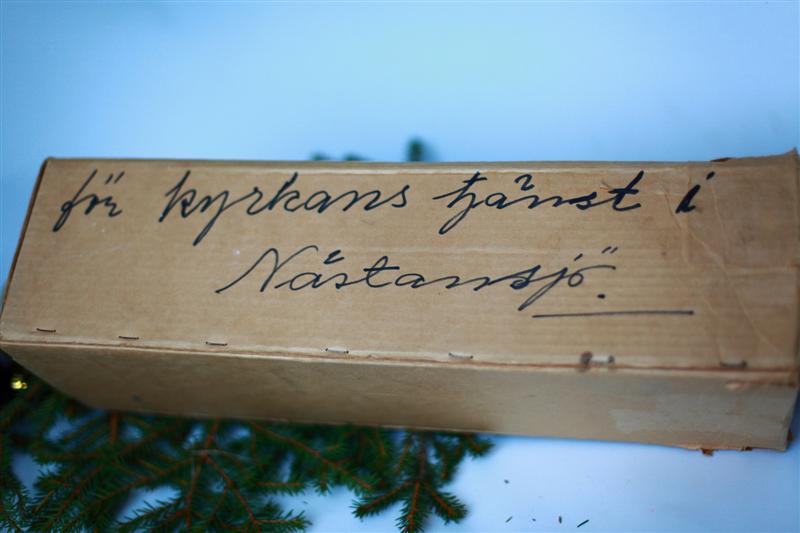 för kyrkans tjänst i
Nästansjö.